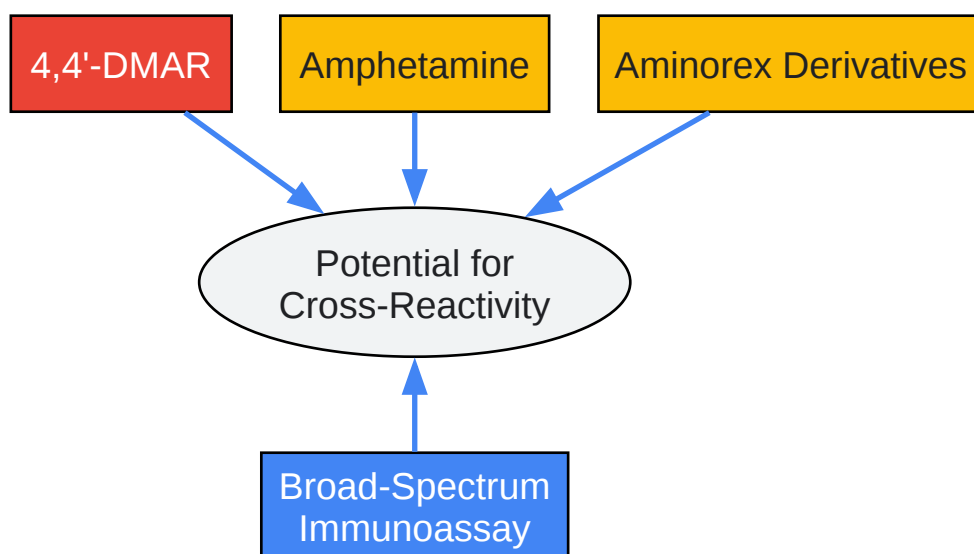 4,4'-DMAR
Amphetamine
Aminorex Derivatives
Potential for
Cross-Reactivity
Broad-Spectrum
Immunoassay